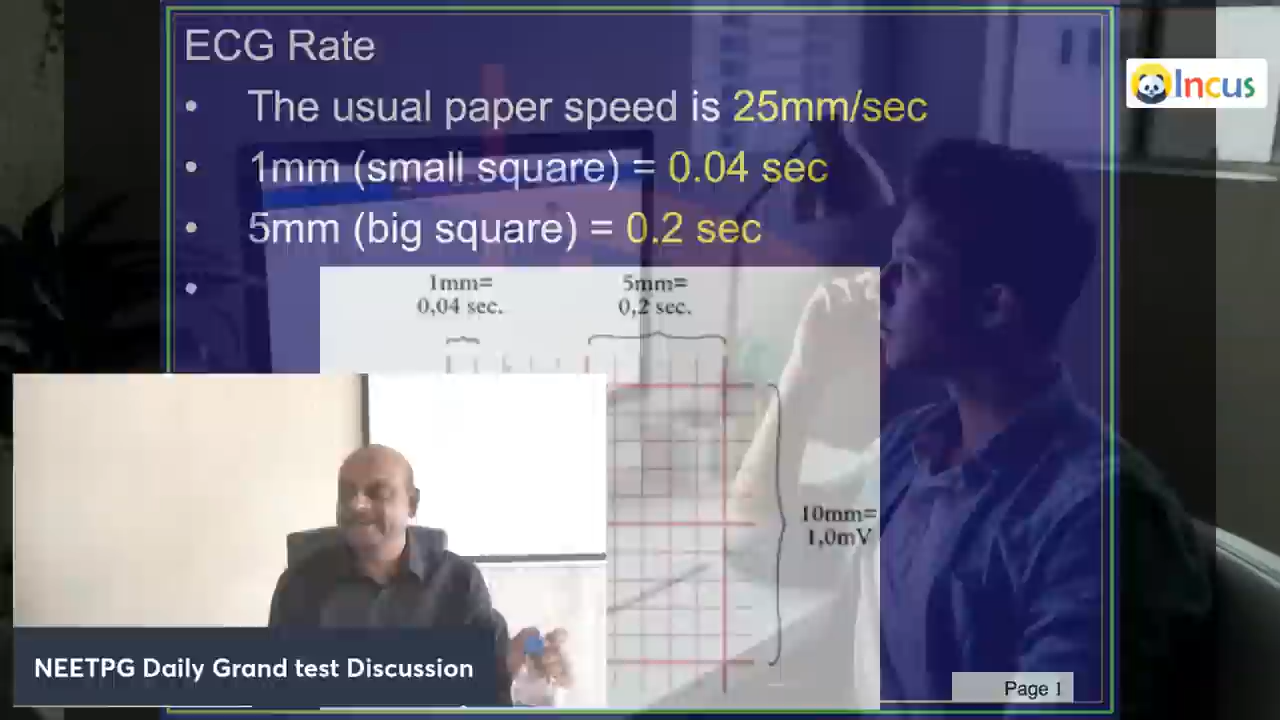 ECG Rate
Incus
• The usual paper speed is 25mm/sec
• 1mm (small square) = 0.04 sec
• 5mm (big square) = 0.2 sec
•
1mm=
0,04 sec.
5mm=
0,2 sec.
10mm=
1,0mV
NEETPG Daily Grand test Discussion
Page 1